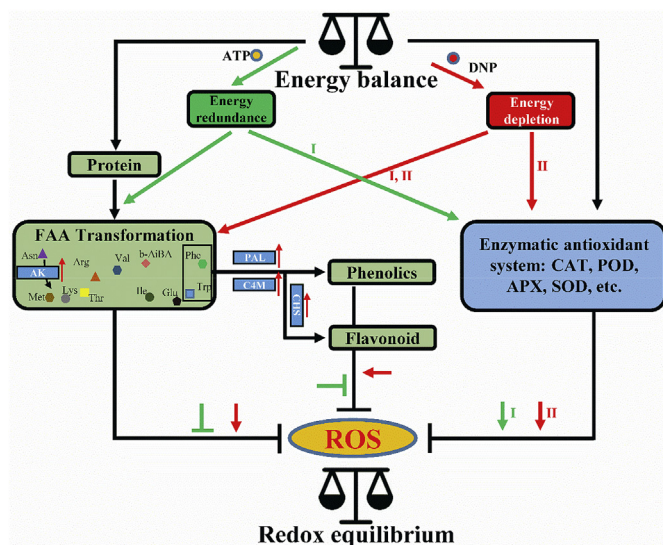 ATP
Energy balance
DNP
Energy
redundance
Energy
depletion
I
I, II
II
Protein
FAA Transformation
Asn
Arg
Val
b-AiBA
Phe
AK
Met
Lys
Thr
Ile
Glu
Trp
PAL
C4M
CHS
Phenolics
Flavonoid
Enzymatic antioxidant
system: CAT, POD,
APX, SOD, etc.
I
II
ROS
Redox equilibrium